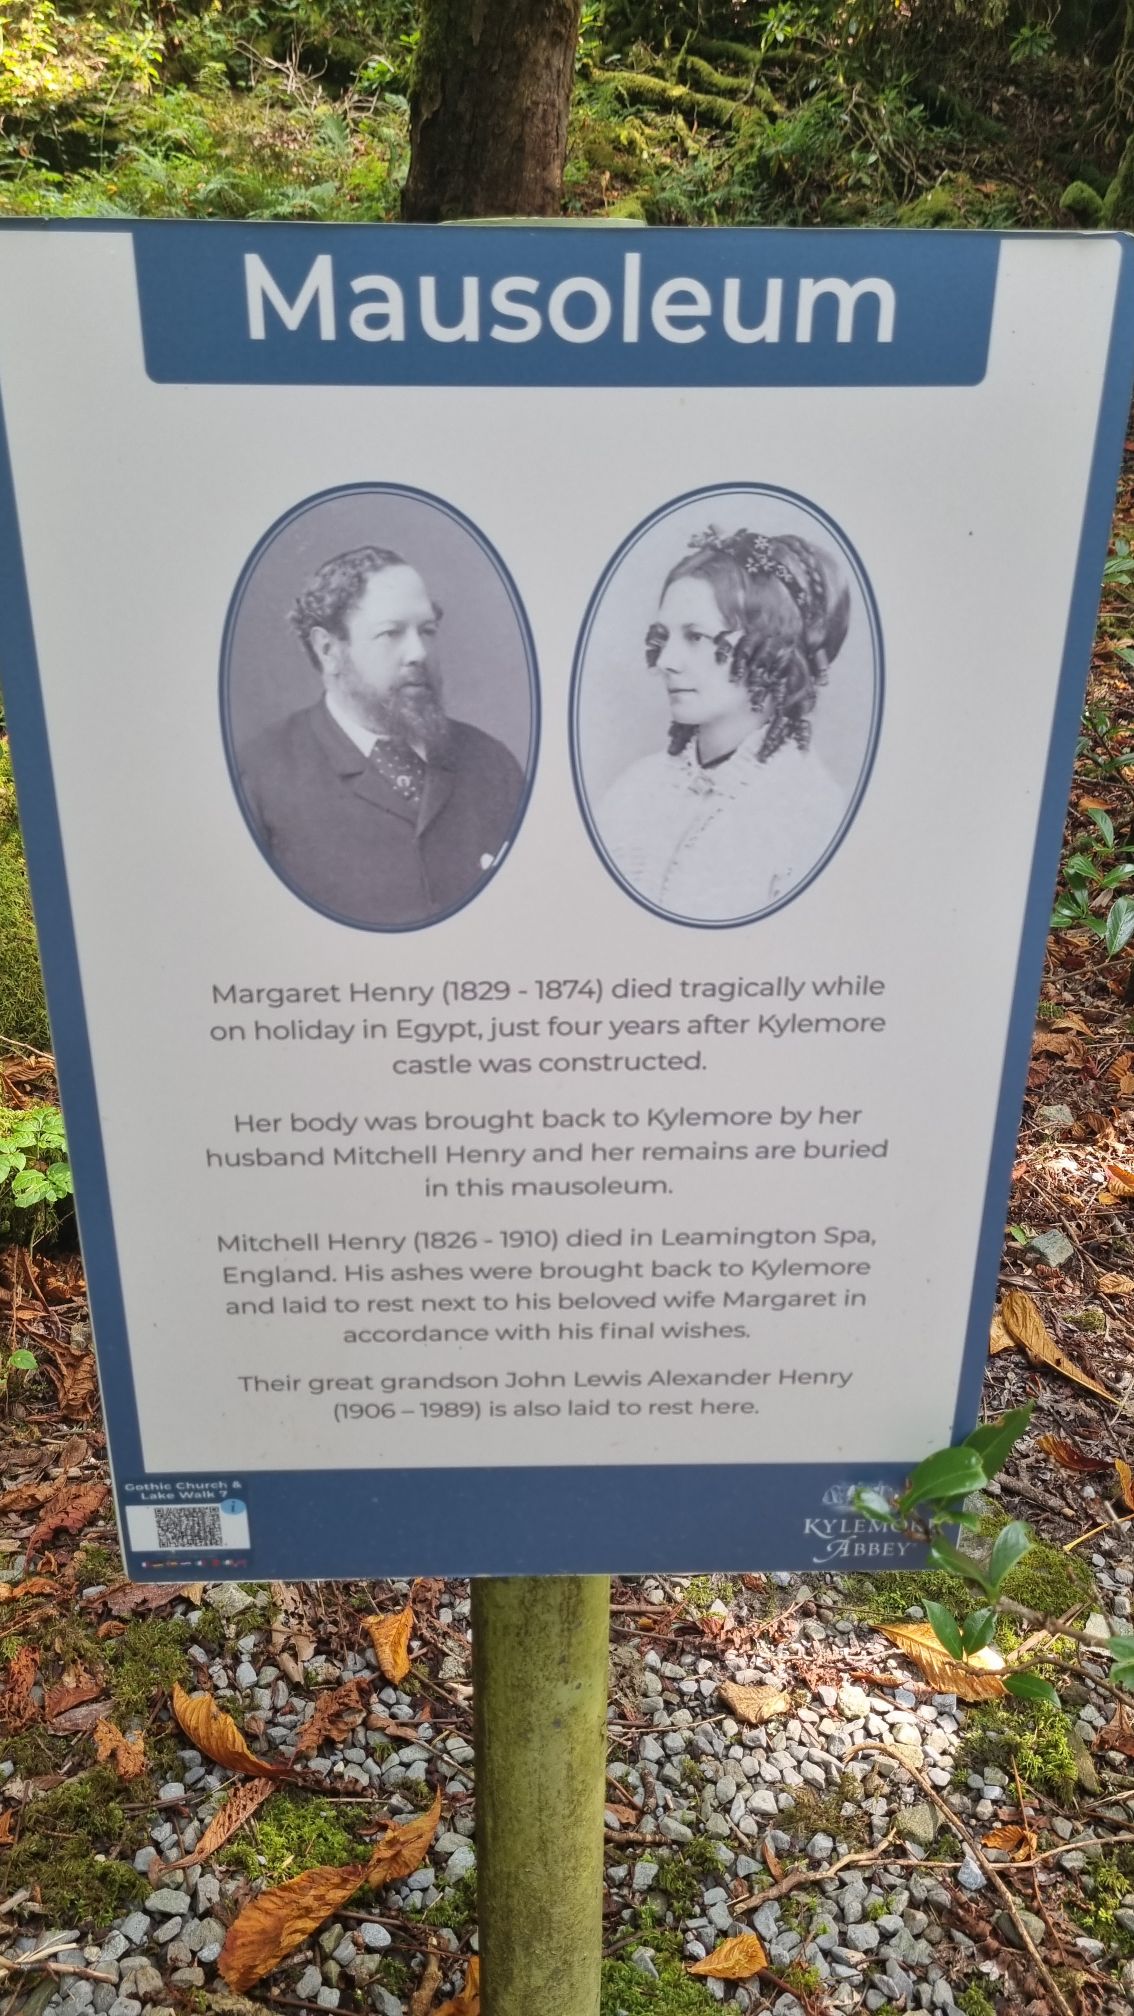 Mausoleum
Margaret Henry (1829 - 1874) died tragically while
on holiday in Egypt, just four years after Kylemore
castle was constructed.
Her body was brought back to Kylemore by her
husband Mitchell Henry and her remains are buried
in this mausoleum.
Mitchell Henry (1826 - 1910) died in Leamington Spa,
England. His ashes were brought back to Kylemore
and laid to rest next to his beloved wife Margaret in
accordance with his final wishes.
Their great grandson John Lewis Alexander Henry
(1906 – 1989) is also laid to rest here.
Gothic Church &
Lake Walk 7
i
KYLEMORE
ABBEY